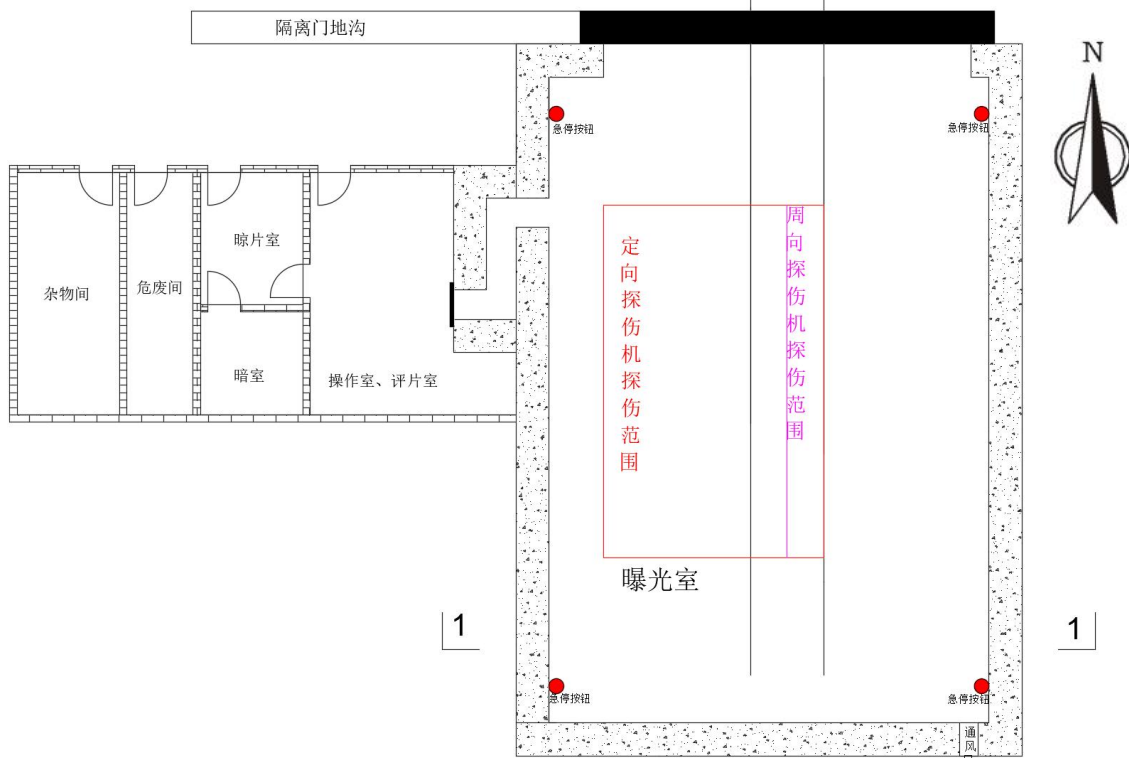 隔离门地沟
N
急停按钮
急停按钮
周向探伤机探伤范围
定向探伤机探伤范围
晾片室
杂物间
危废间
暗室
操作室、评片室
曝光室
1
1
急停按钮
急停按钮
通风